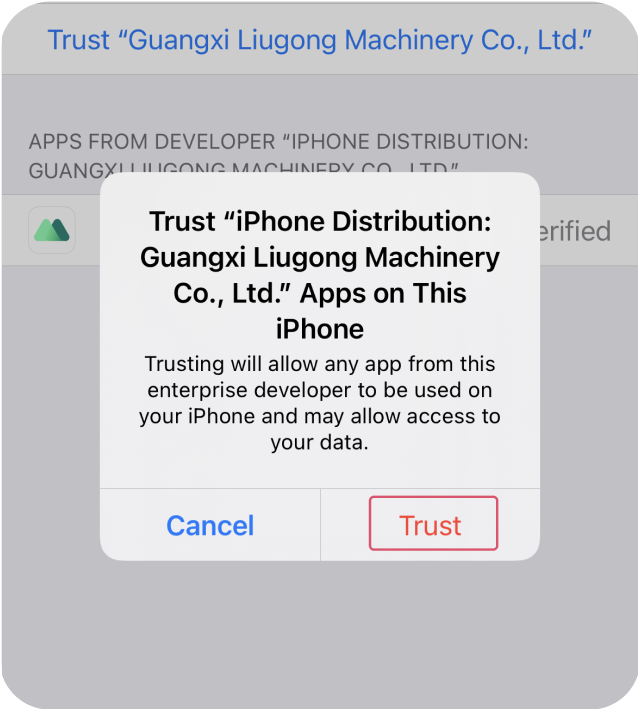 Trust “Guangxi Liugong Machinery Co., Ltd.”
APPS FROM DEVELOPER “IPHONE DISTRIBUTION:
GUANGXI LIUGONG MACHINERY CO., LTD.”
erified
Trust “iPhone Distribution:
Guangxi Liugong Machinery
Co., Ltd.” Apps on This
iPhone
Trusting will allow any app from this
enterprise developer to be used on
your iPhone and may allow access to
your data.
Cancel
Trust